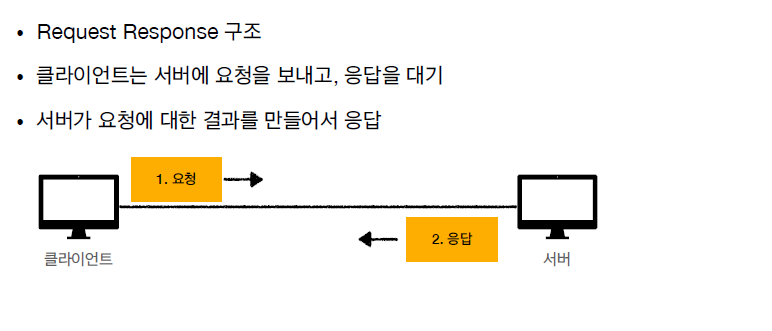 • Request Response 구조
• 클라이언트는 서버에 요청을 보내고, 응답을 대기
• 서버가 요청에 대한 결과를 만들어서 응답
1. 요청
2. 응답
클라이언트
서버